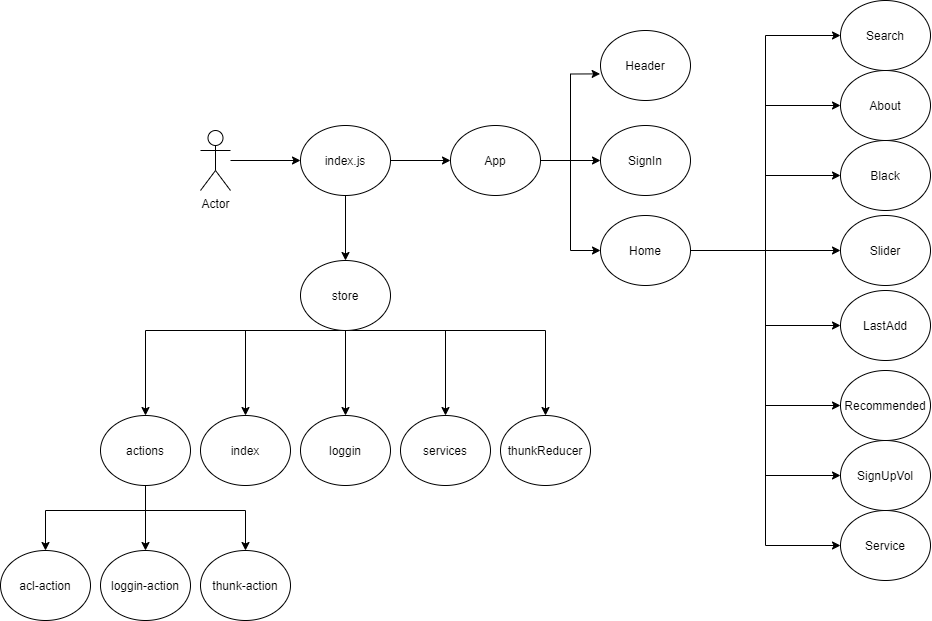 Search
Header
About
Actor
index.js
App
SignIn
Black
Home
Slider
store
LastAdd
Recommended
actions
index
loggin
services
thunkReducer
SignUpVol
Service
acl-action
loggin-action
thunk-action